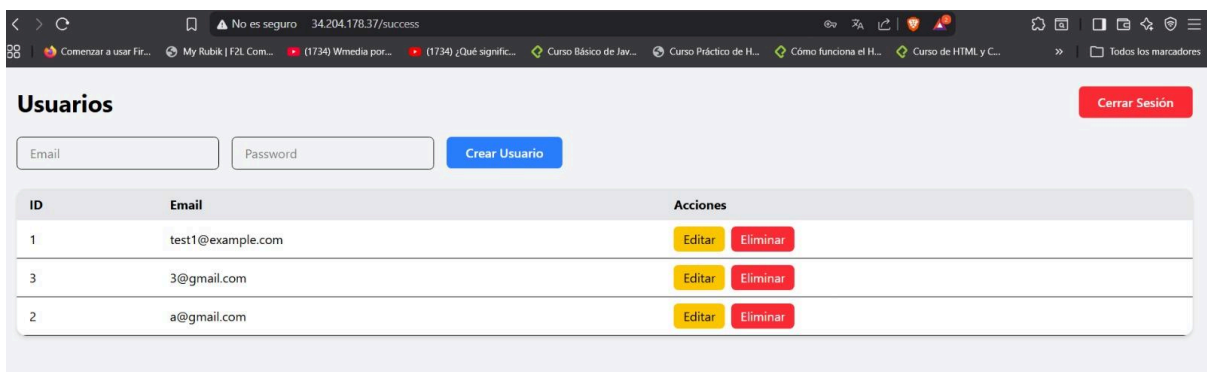 No es seguro 34.204.178.37/success
Comenzar a usar Fir... My Rubik | F2L Com... (1734) Wmedia por... (1734) ¿Qué signific... Curso Básico de Jav... Curso Práctico de H... Cómo funciona el H... Curso de HTML y C... » Todos los marcadores
Usuarios Cerrar Sesión
Email Password Crear Usuario
ID Email Acciones
1 test1@example.com Editar Eliminar
3 3@gmail.com Editar Eliminar
2 a@gmail.com Editar Eliminar